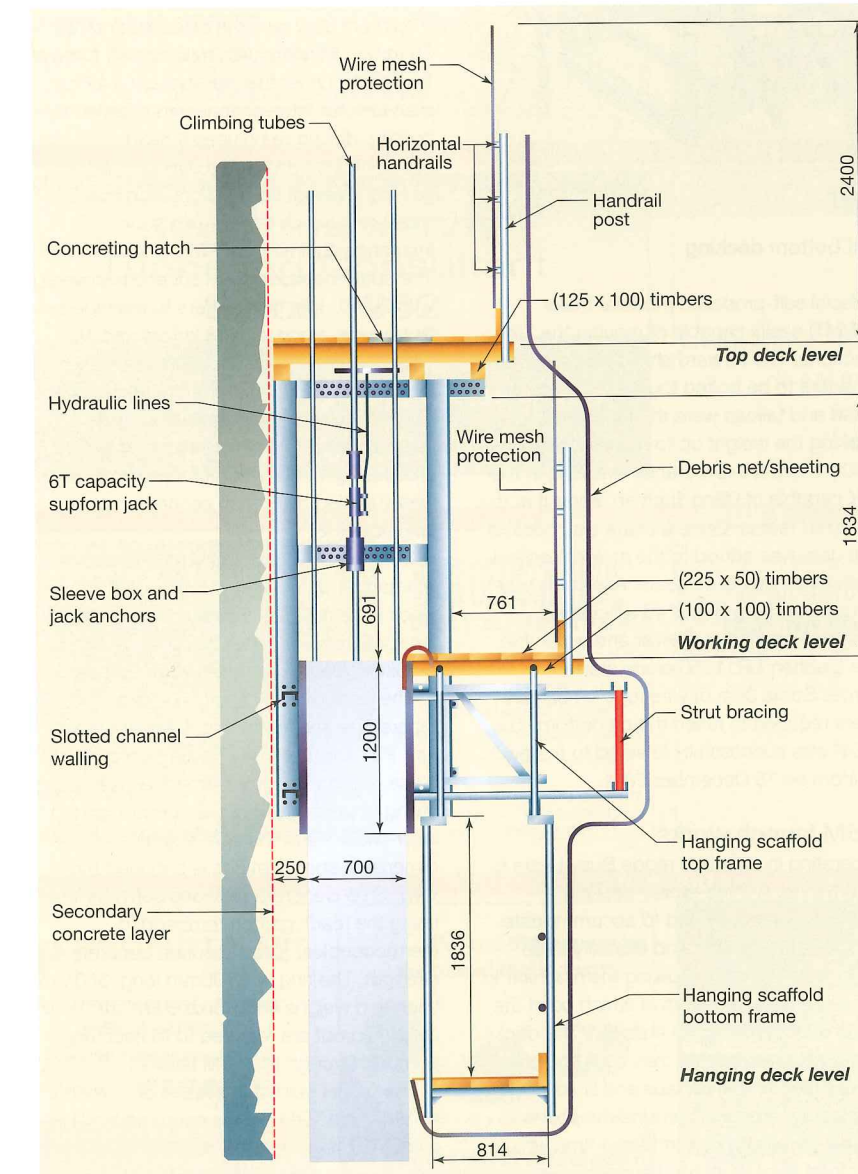 Wire mesh
protection
Climbing tubes
Horizontal
handrails
2400
Handrail
post
Concreting hatch
(125 x 100) timbers
Top deck level
Hydraulic lines
Wire mesh
protection
Debris net/sheeting
6T capacity
supform jack
1834
Sleeve box and
jack anchors
691
761
(225 x 50) timbers
(100 x 100) timbers
Working deck level
Slotted channel
walling
1200
Strut bracing
Hanging scaffold
top frame
250
700
Secondary
concrete layer
1836
Hanging scaffold
bottom frame
Hanging deck level
814